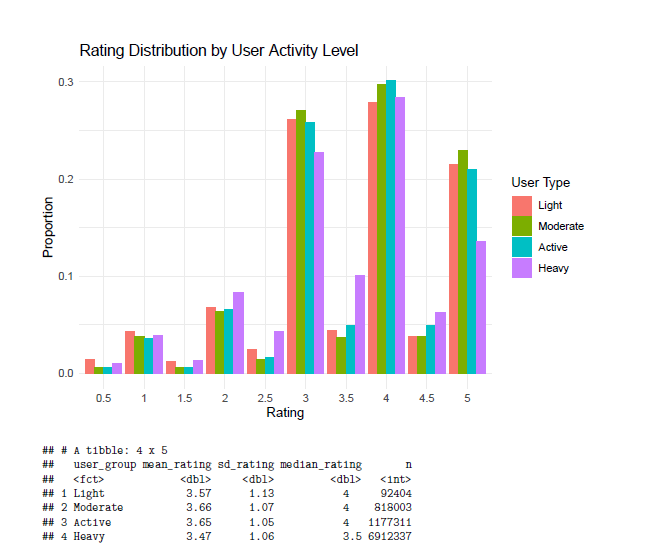 Rating Distribution by User Activity Level
0.3
0.2
0.1
0.0
Proportion
0.5 1 1.5 2 2.5 3 3.5 4 4.5 5
Rating
User Type
Light
Moderate
Active
Heavy
## # A tibble: 4 x 5
##   user_group mean_rating sd_rating median_rating       n
##   <fct>            <dbl>     <dbl>         <dbl>   <int>
## 1 Light             3.57      1.13           4     92404
## 2 Moderate          3.66      1.07           4    818003
## 3 Active            3.65      1.05           4   1177311
## 4 Heavy             3.47      1.06           3.5 6912337